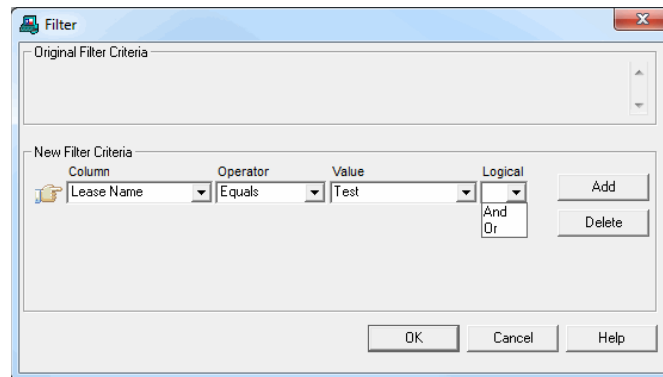 Filter
Original Filter Criteria
New Filter Criteria
Column Operator Value Logical
Lease Name Equals Test Add
And
Or Delete
OK Cancel Help